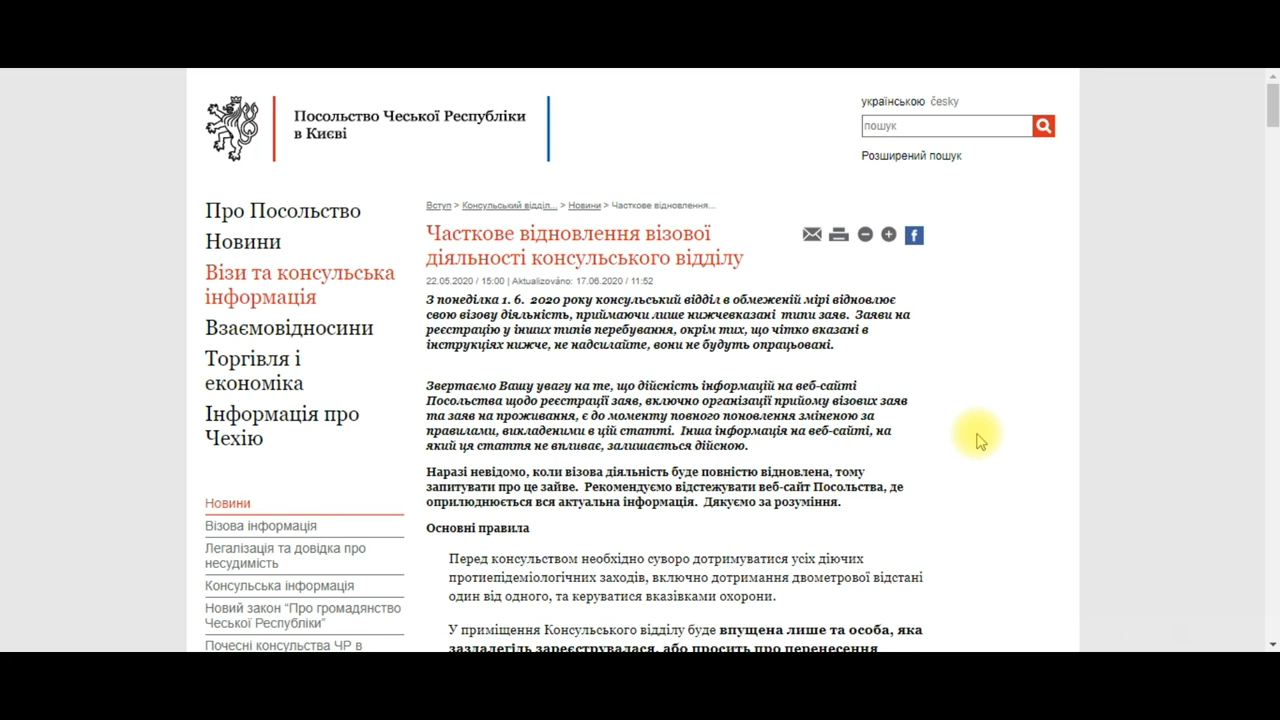 Посольство Чеської Республіки
в Києві
українською česky
пошук
Розширений пошук
Про Посольство
Новини
Візи та консульська
інформація
Взаємовідносини
Торгівля і
економіка
Інформація про
Чехію
Новини
Візова інформація
Легалізація та довідка про
несудимість
Консульська інформація
Новий закон “Про громадянство
Чеської Республіки”
Почесні консульства ЧР в
Вступ > Консульський відділ... > Новини > Часткове відновлення...
Часткове відновлення візової
діяльності консульського відділу
22.05.2020 / 15:00 | Aktualizováno: 17.06.2020 / 11:52
З понеділка 1. 6. 2020 року консульський відділ в обмеженій мірі відновлює
свою візову діяльність, приймаючи лише нижчевказані типи заяв. Заяви на
реєстрацію у інших типів перебування, окрім тих, що чітко вказані в
інструкціях нижче, не надсилайте, вони не будуть опрацьовані.
Звертаємо Вашу увагу на те, що дійсність інформацій на веб-сайті
Посольства щодо реєстрації заяв, включно організації прийому візових заяв
та заяв на проживання, є до моменту повного поновлення зміненою за
правилами, викладеними в цій статті. Інша інформація на веб-сайті, на
який ця стаття не впливає, залишається дійсною.
Наразі невідомо, коли візова діяльність буде повністю відновлена, тому
запитувати про це зайве. Рекомендуємо відстежувати веб-сайт Посольства, де
оприлюднюється вся актуальна інформація. Дякуємо за розуміння.
Основні правила
Перед консульством необхідно суворо дотримуватися усіх діючих
протиепідеміологічних заходів, включно дотримання двометрової відстані
один від одного, та керуватися вказівками охорони.
У приміщення Консульського відділу буде впущена лише та особа, яка
заздалегідь зареєструвалася, або просить про перенесення